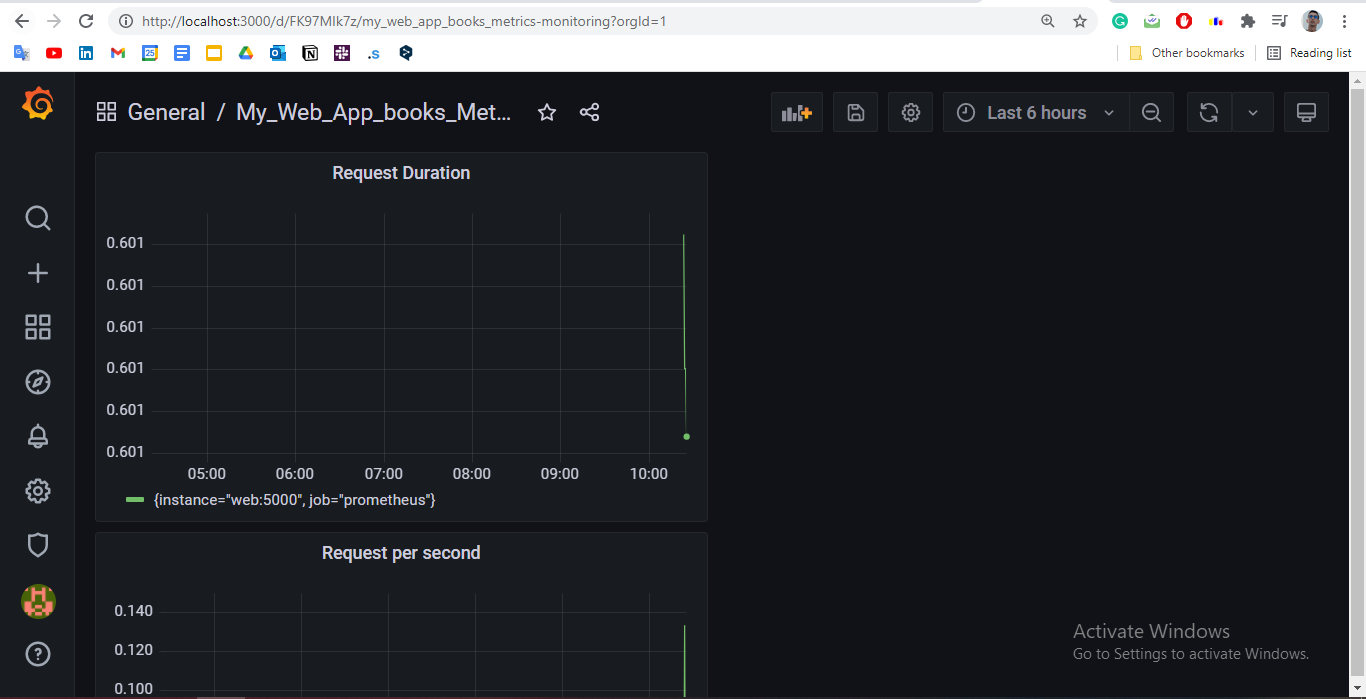 http://localhost:3000/d/FK97MIk7z/my_web_app_books_metrics-monitoring?orgId=1
25
.s
Other bookmarks
Reading list
General / My_Web_App_books_Met...
Last 6 hours
Request Duration
0.601
0.601
0.601
0.601
0.601
0.601
05:00 06:00 07:00 08:00 09:00 10:00
{instance="web:5000", job="prometheus"}
Request per second
0.140
0.120
0.100
Activate Windows
Go to Settings to activate Windows.